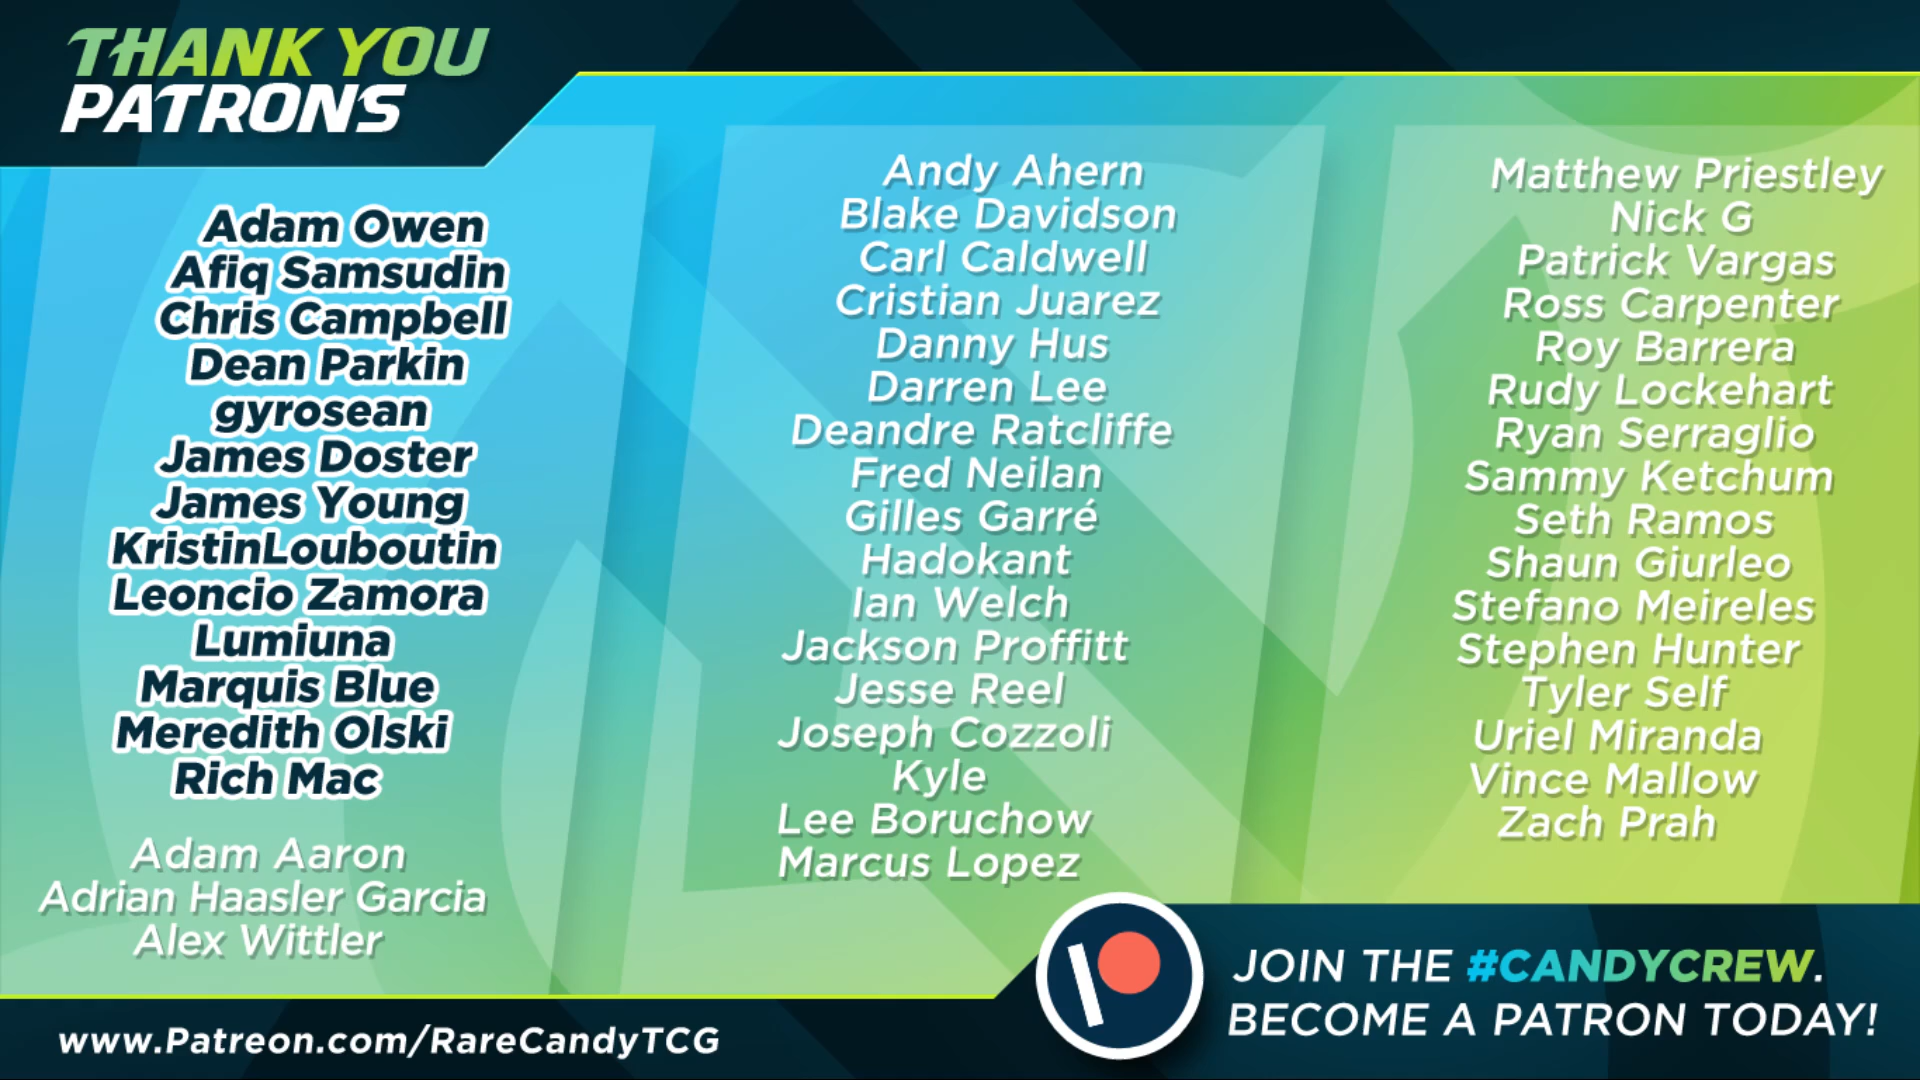 THANK YOU
PATRONS
Adam Owen
Afiq Samsudin
Chris Campbell
Dean Parkin
gyrosean
James Doster
James Young
KristinLouboutin
Leoncio Zamora
Lumiuna
Marquis Blue
Meredith Olski
Rich Mac
Adam Aaron
Adrian Haasler Garcia
Alex Wittler
Andy Ahern
Blake Davidson
Carl Caldwell
Cristian Juarez
Danny Hus
Darren Lee
Deandre Ratcliffe
Fred Neilan
Gilles Garré
Hadokant
Ian Welch
Jackson Proffitt
Jesse Reel
Joseph Cozzoli
Kyle
Lee Boruchow
Marcus Lopez
Matthew Priestley
Nick G
Patrick Vargas
Ross Carpenter
Roy Barrera
Rudy Lockehart
Ryan Serraglio
Sammy Ketchum
Seth Ramos
Shaun Giurleo
Stefano Meireles
Stephen Hunter
Tyler Self
Uriel Miranda
Vince Mallow
Zach Prah
www.Patreon.com/RareCandyTCG
JOIN THE #CANDYCREW.
BECOME A PATRON TODAY!